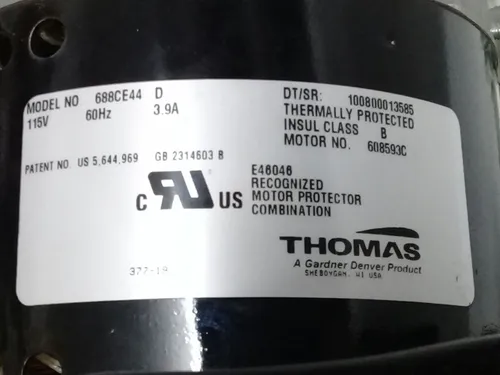 MODEL NO 688CE44 D
115V 60Hz 3.9A
DT/SR: 100800013585
THERMALLY PROTECTED
INSUL CLASS B
MOTOR NO. 608593C
PATENT NO. US 5,644,969 GB 2314603 B
C RU US
E46046
RECOGNIZED
MOTOR PROTECTOR
COMBINATION
THOMAS
A Gardner Denver Product
SHEBOYGAN, WI USA
377-19